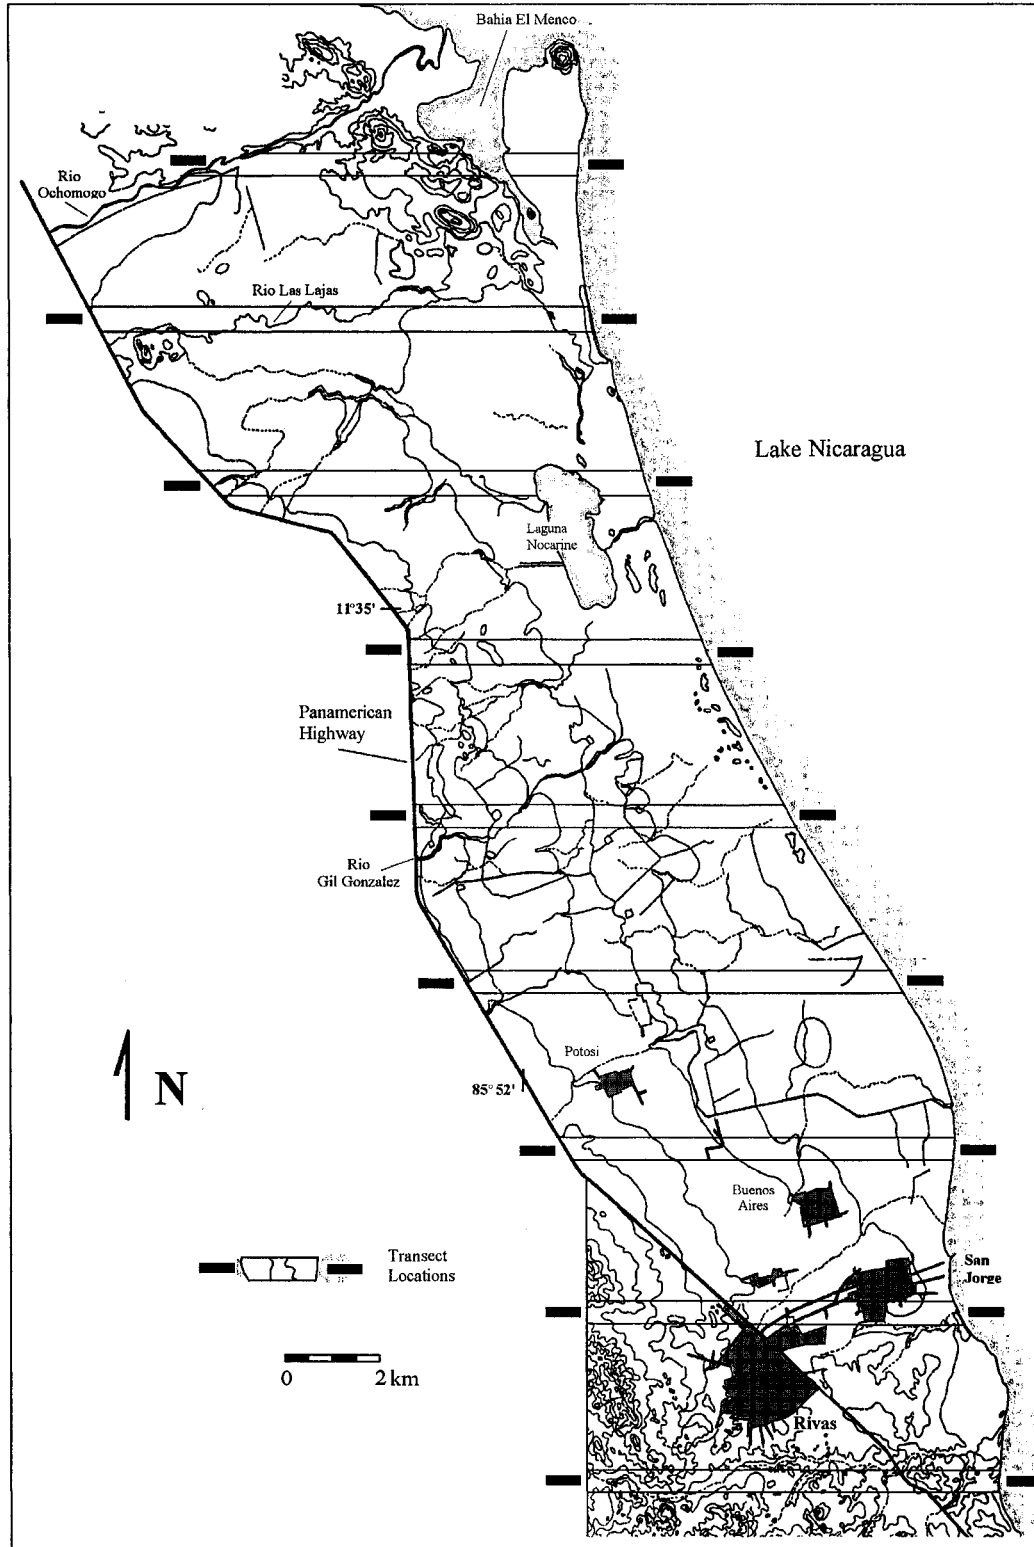 Bahia El Menco
Rio
Ochomogo
Rio Las Lajas
Lake Nicaragua
Laguna
Nocarine
11°35'
Panamerican
Highway
Rio
Gil Gonzalez
Potosi
85° 52'
N
Buenos
Aires
San
Jorge
Transect
Locations
0 2 km
Rivas